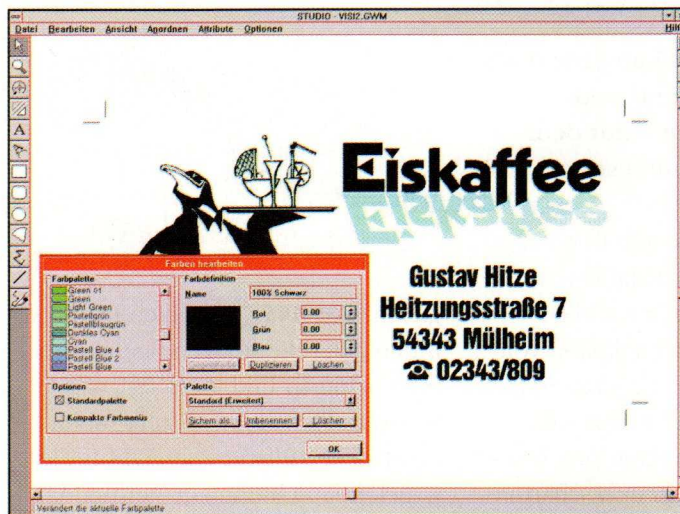 STUDIO - VISI2.GWM
Datei Bearbeiten Ansicht Anordnen Attribute Optionen Hilf
A
Eiskaffee
Eiskaffee
Gustav Hitze
Heitzungsstraße 7
54343 Mülheim
☎ 02343/809
Farben bearbeiten
Farbpalette
Green 01
Green
Light Green
Pastellgrün
Pastellblaugrün
Dunkles Cyan
Cyan
Pastell Blue 4
Pastell Blue 2
Pastell Blue
Farbdefinition
Name 100% Schwarz
Rot 0.00
Grün 0.00
Blau 0.00
Duplizieren Löschen
Optionen
Standardpalette
Kompakte Farbmenüs
Palette
Standard (Erweitert)
Sichern als... Umbenennen... Löschen
OK
Verändert die aktuelle Farbpalette